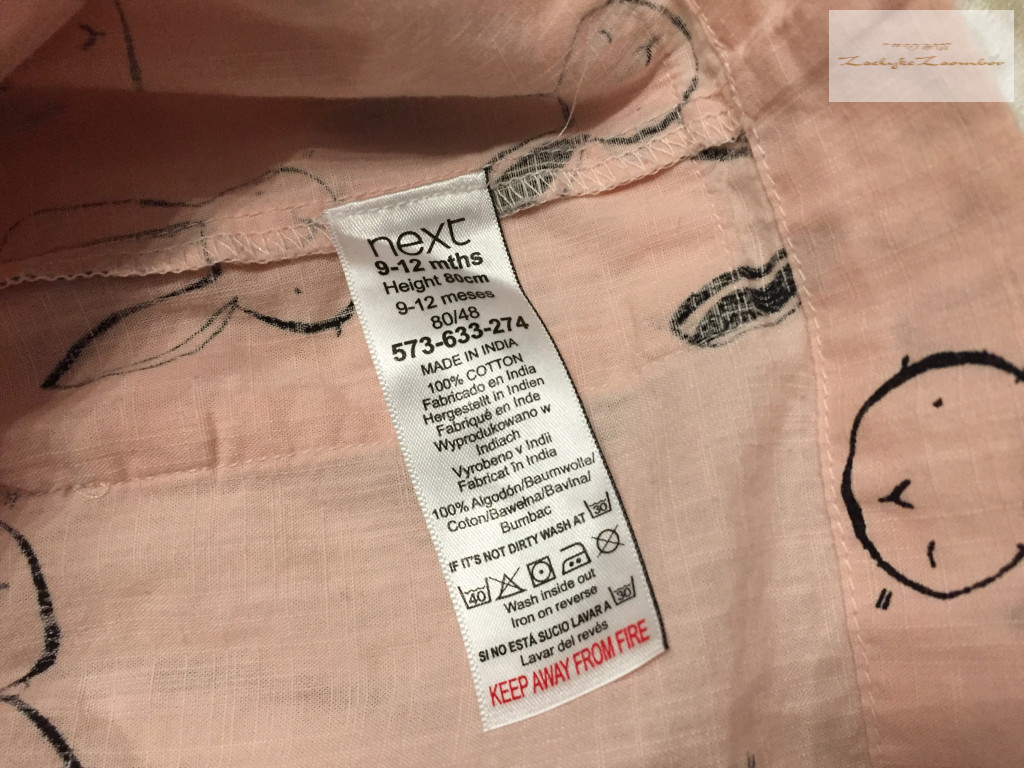 next
9-12 mths
Height 80cm
9-12 meses
80/48
573-633-274
MADE IN INDIA
100% COTTON
Fabricado en India
Hergestellt in Indien
Fabriqué en Inde
Wyprodukowano w
Indiach
Vyrobeno v Indii
Fabricat în India
100% Algodón/Baumwolle/
Coton/Bawełna/Bavlna/
Bumbac
IF IT'S NOT DIRTY WASH AT 30
40
Wash inside out
Iron on reverse
SI NO ESTÁ SUCIO LAVAR A 30
Lavar del revés
KEEP AWAY FROM FIRE